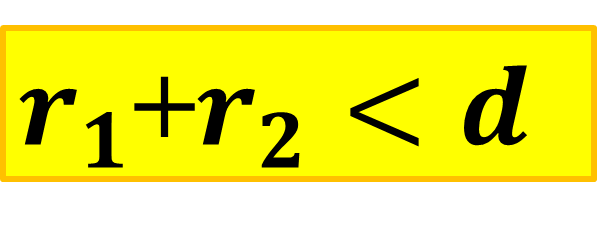 r₁+r₂ < d